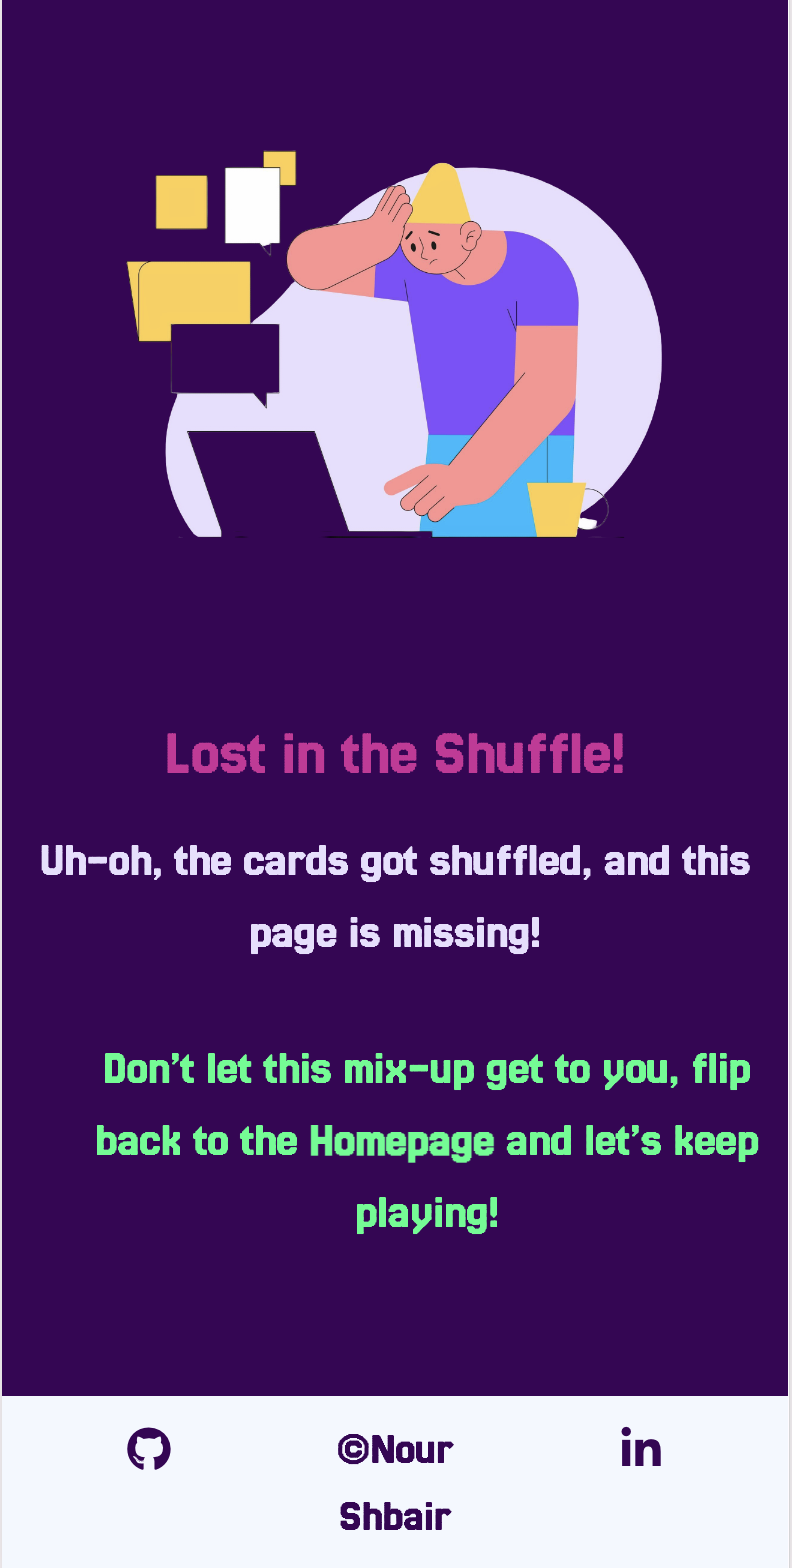 Lost in the Shuffle!
Uh-oh, the cards got shuffled, and this
page is missing!
Don't let this mix-up get to you, flip
back to the Homepage and let's keep
playing!
©Nour
Shbair
in